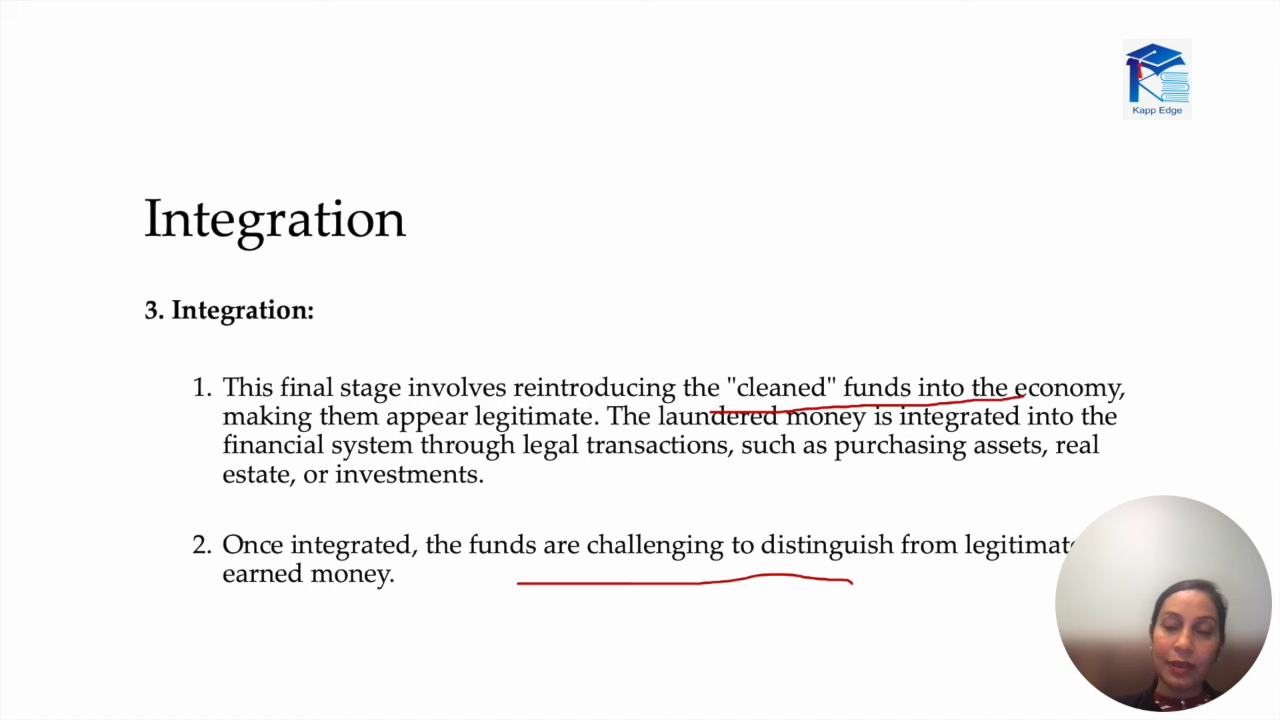 Kapp Edge
Integration
3. Integration:
1. This final stage involves reintroducing the "cleaned" funds into the economy,
making them appear legitimate. The laundered money is integrated into the
financial system through legal transactions, such as purchasing assets, real
estate, or investments.
2. Once integrated, the funds are challenging to distinguish from
earned money.